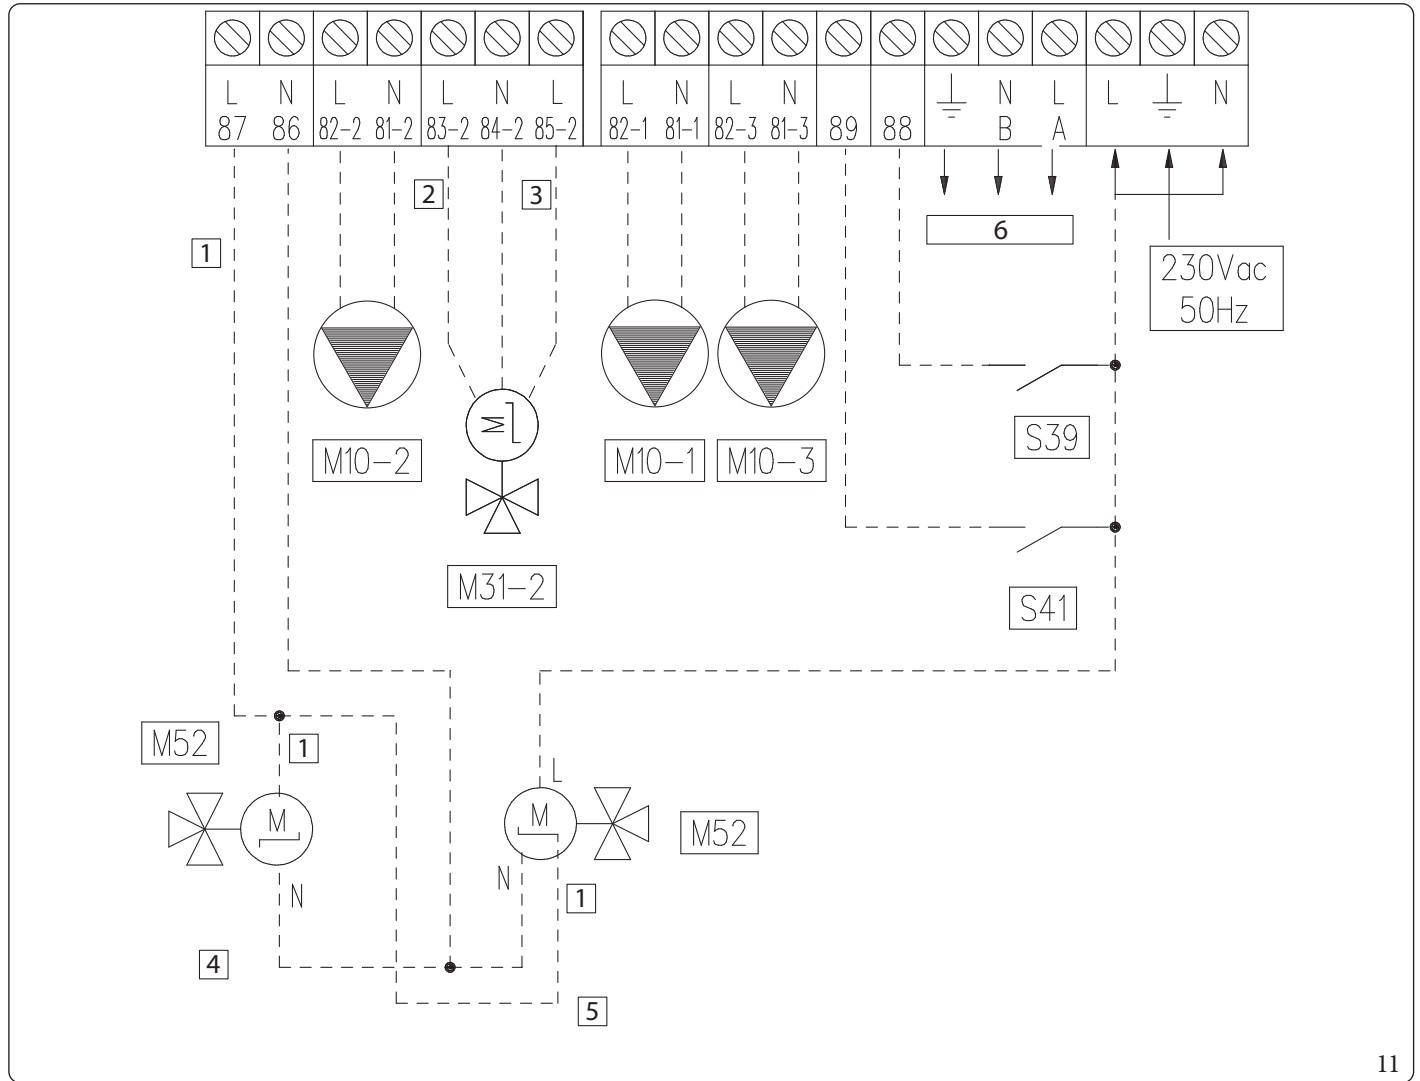 L N L N L N L L N L N N L L N
87 86 82-2 81-2 83-2 84-2 85-2 82-1 81-1 82-3 81-3 89 88 B A
2 3
6
1
230Vac
50Hz
M10-2 M10-1 M10-3 S39
M
M31-2
S41
M52
1
L
M M
M52
N N
1
4
5
11